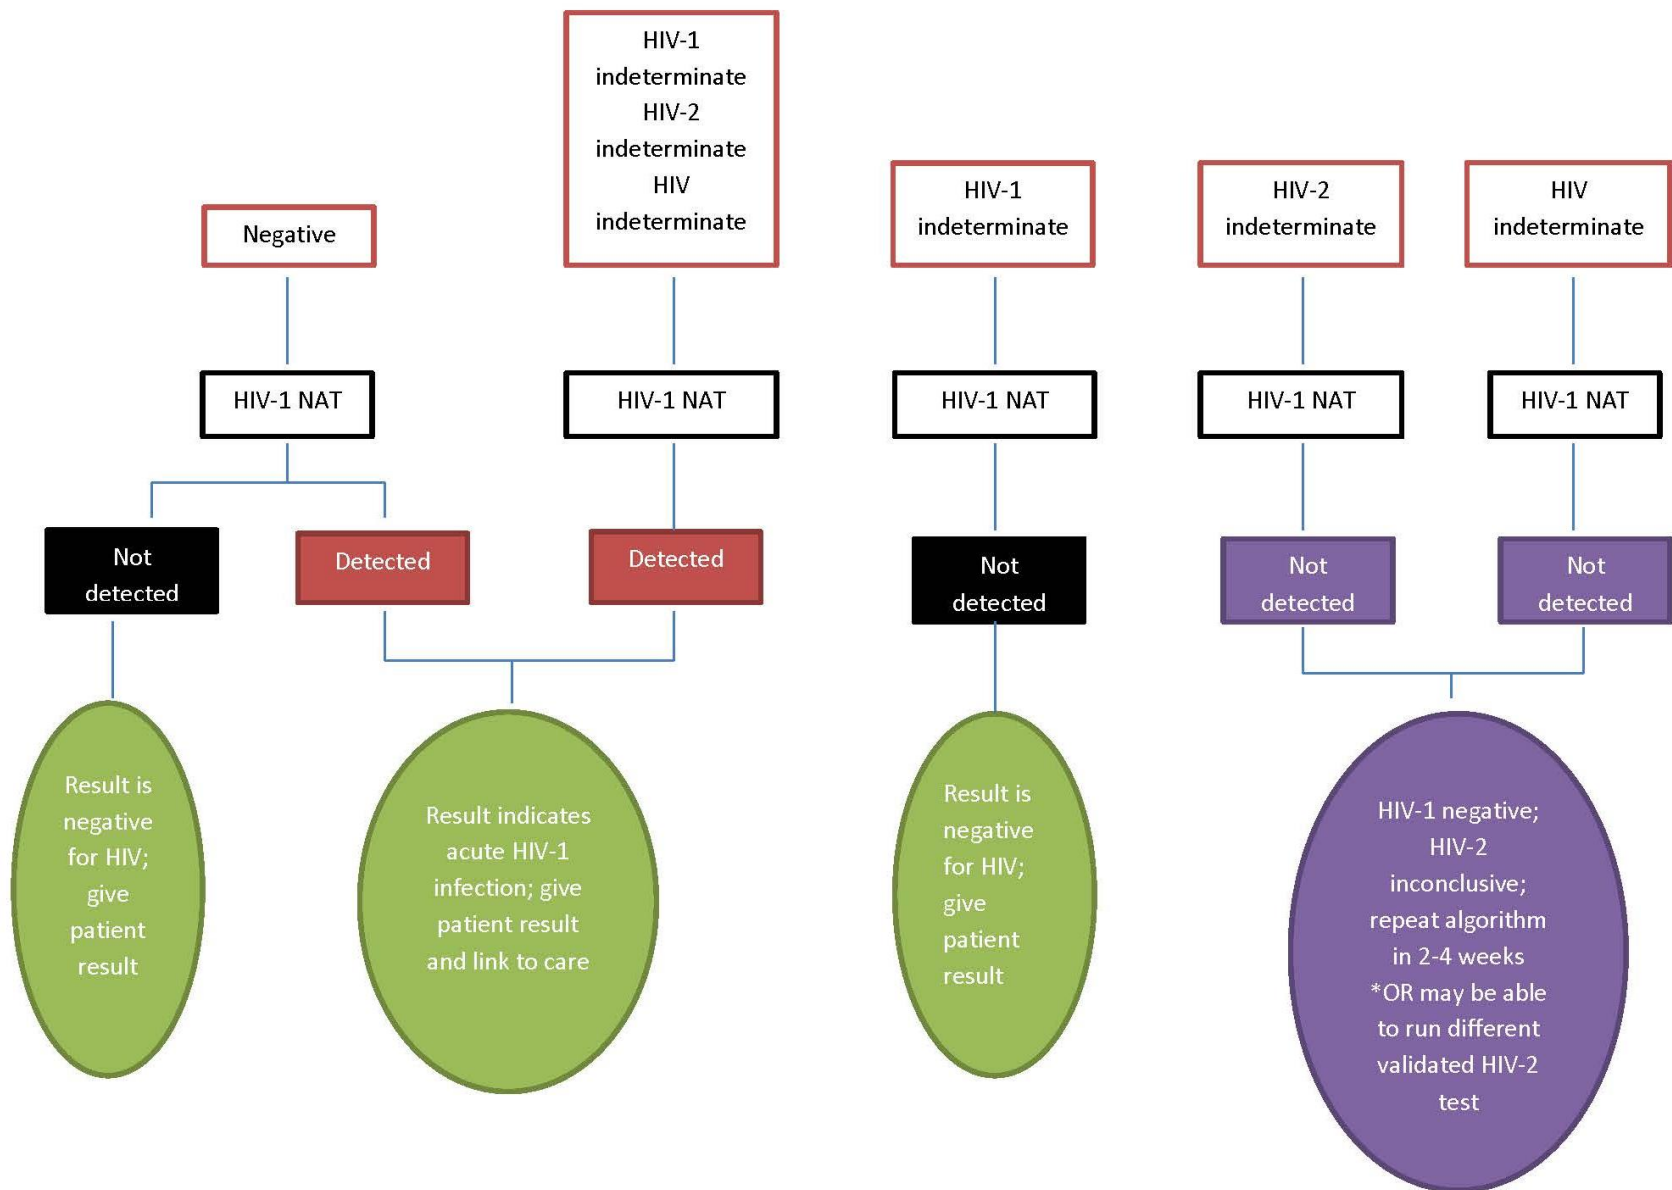 HIV-1
indeterminate
HIV-2
indeterminate
HIV
indeterminate
Negative
HIV-1
indeterminate
HIV-2
indeterminate
HIV
indeterminate
HIV-1 NAT
HIV-1 NAT
HIV-1 NAT
HIV-1 NAT
HIV-1 NAT
Not
detected
Detected
Detected
Not
detected
Not
detected
Not
detected
Result is
negative
for HIV;
give
patient
result
Result indicates
acute HIV-1
infection; give
patient result
and link to care
Result is
negative
for HIV;
give
patient
result
HIV-1 negative;
HIV-2
inconclusive;
repeat algorithm
in 2-4 weeks
*OR may be able
to run different
validated HIV-2
test